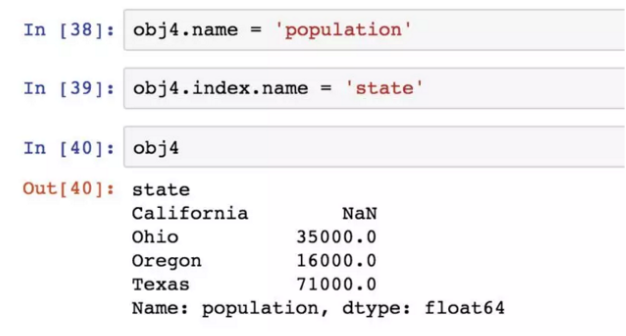 In [38]: obj4.name = 'population'
In [39]: obj4.index.name = 'state'
In [40]: obj4
Out[40]: state
California NaN
Ohio 35000.0
Oregon 16000.0
Texas 71000.0
Name: population, dtype: float64